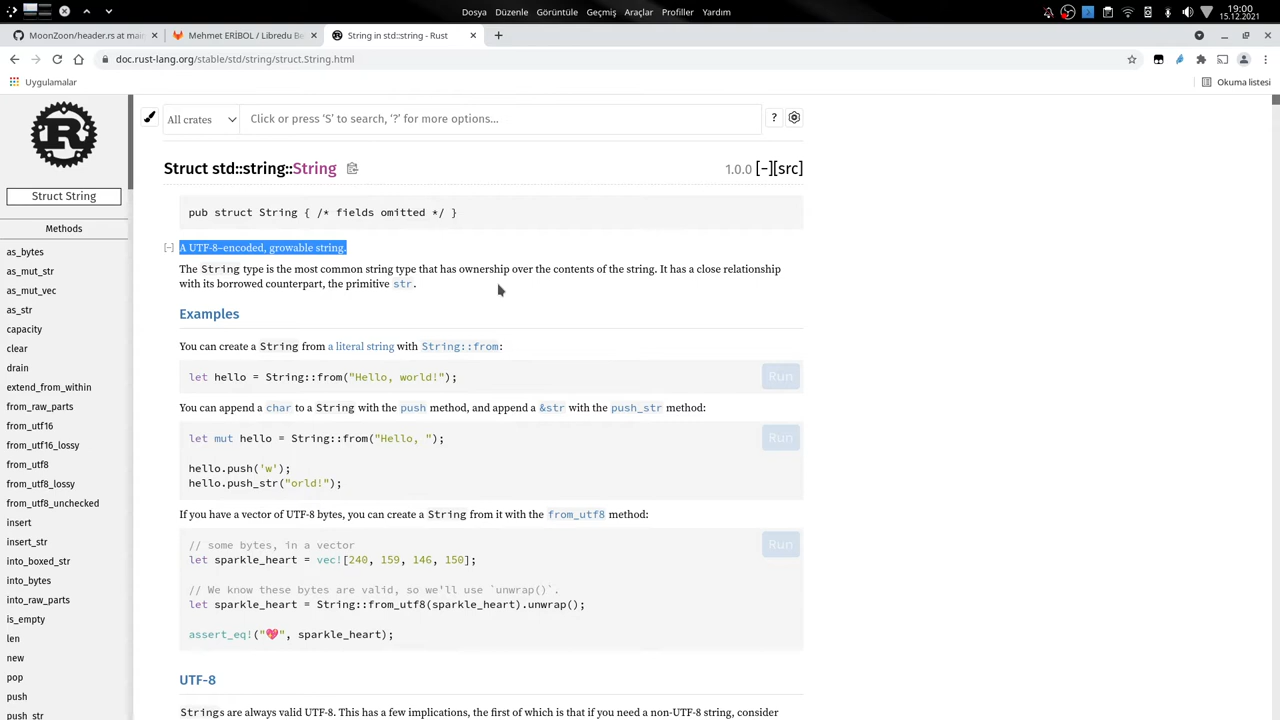 Dosya Düzenle Görüntüle Geçmiş Araçlar Profiller Yardım
19:00
15.12.2021
MoonZoon/header.rs at main
Mehmet ERİBOL / Libredu Be
String in std::string - Rust
doc.rust-lang.org/stable/std/string/struct.String.html
Uygulamalar
Okuma listesi
All crates
Click or press ‘S’ to search, ‘?’ for more options…
?
Struct String
Methods
as_bytes
as_mut_str
as_mut_vec
as_str
capacity
clear
drain
extend_from_within
from_raw_parts
from_utf16
from_utf16_lossy
from_utf8
from_utf8_lossy
from_utf8_unchecked
insert
insert_str
into_boxed_str
into_bytes
into_raw_parts
is_empty
len
new
pop
push
push_str
Struct std::string::String
1.0.0 [−][src]
pub struct String { /* fields omitted */ }
[−] A UTF-8–encoded, growable string.
The String type is the most common string type that has ownership over the contents of the string. It has a close relationship
with its borrowed counterpart, the primitive str.
Examples
You can create a String from a literal string with String::from:
let hello = String::from("Hello, world!");
Run
You can append a char to a String with the push method, and append a &str with the push_str method:
let mut hello = String::from("Hello, ");
Run
hello.push('w');
hello.push_str("orld!");
If you have a vector of UTF-8 bytes, you can create a String from it with the from_utf8 method:
// some bytes, in a vector
Run
let sparkle_heart = vec![240, 159, 146, 150];
// We know these bytes are valid, so we'll use `unwrap()`.
let sparkle_heart = String::from_utf8(sparkle_heart).unwrap();
assert_eq!("💖", sparkle_heart);
UTF-8
Strings are always valid UTF-8. This has a few implications, the first of which is that if you need a non-UTF-8 string, consider